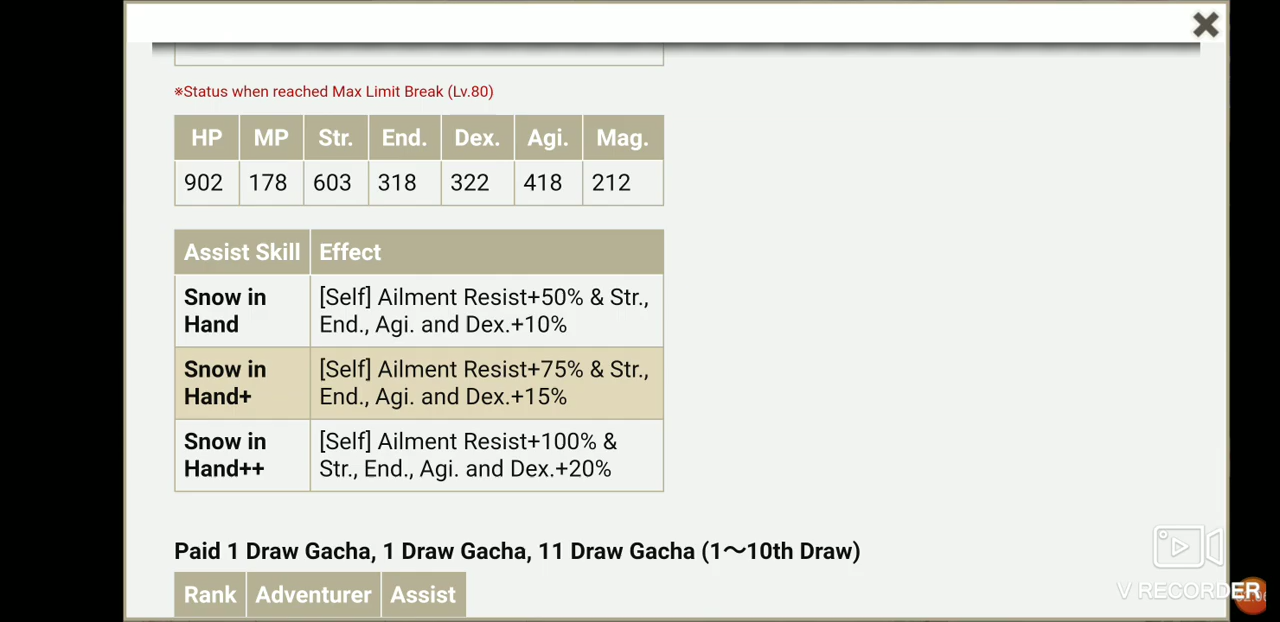 ※Status when reached Max Limit Break (Lv.80)
HP MP Str. End. Dex. Agi. Mag.
902 178 603 318 322 418 212
Assist Skill Effect
Snow in Hand [Self] Ailment Resist+50% & Str.,
End., Agi. and Dex.+10%
Snow in Hand+ [Self] Ailment Resist+75% & Str.,
End., Agi. and Dex.+15%
Snow in Hand++ [Self] Ailment Resist+100% &
Str., End., Agi. and Dex.+20%
Paid 1 Draw Gacha, 1 Draw Gacha, 11 Draw Gacha (1～10th Draw)
Rank Adventurer Assist
V RECORDER